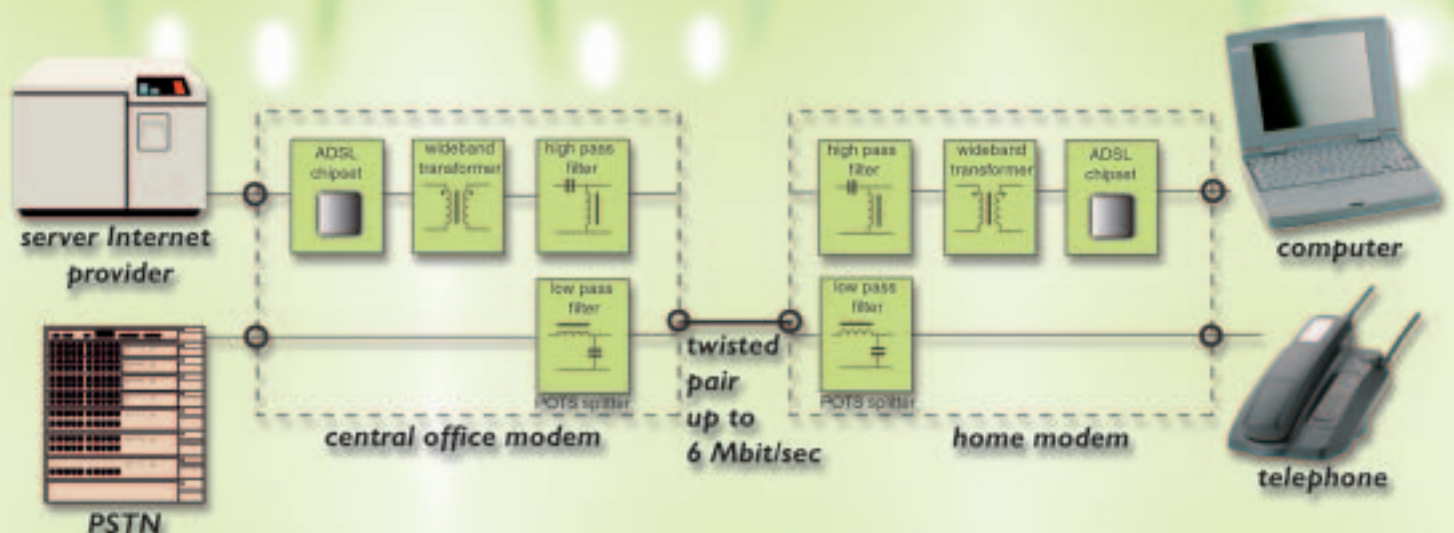 server Internet
provider
PSTN
ADSL
chipset
wideband
transformer
high pass
filter
low pass
filter
POTS splitter
central office modem
twisted
pair
up to
6 Mbit/sec
high pass
filter
wideband
transformer
ADSL
chipset
low pass
filter
POTS splitter
home modem
computer
telephone